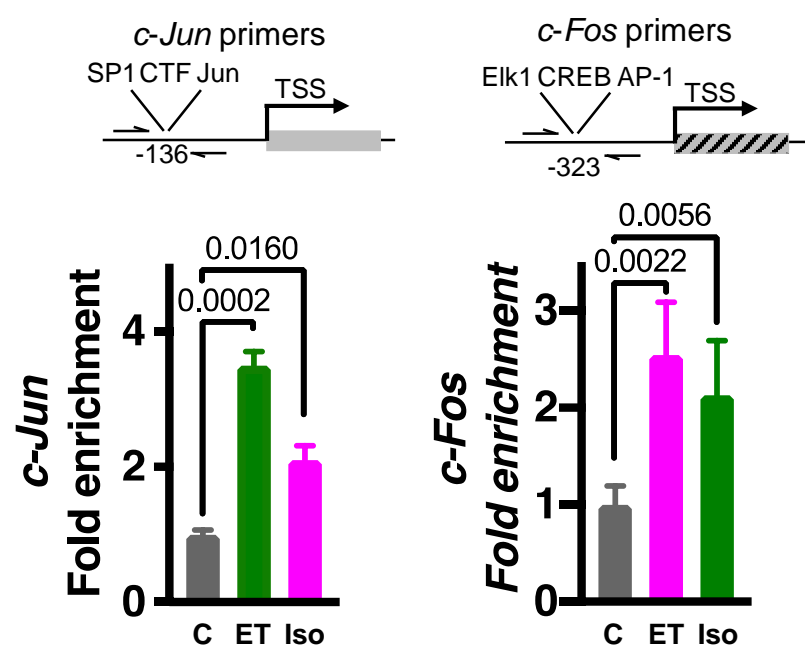 c-Jun primers
SP1 CTF Jun
TSS
-136
c-Fos primers
Elk1 CREB AP-1
TSS
-323
c-Jun
Fold enrichment
0.0160
0.0002
4
2
0
C ET Iso
c-Fos
Fold enrichment
0.0056
0.0022
3
2
1
0
C ET Iso